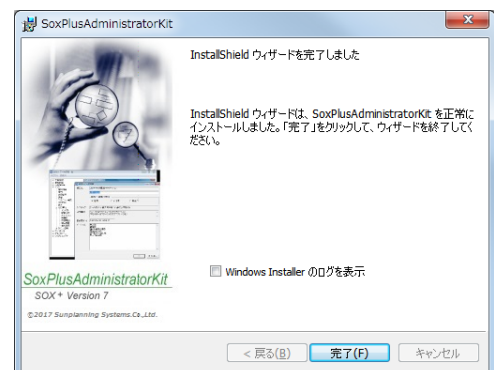 SoxPlusAdministratorKit
InstallShield ウィザードを完了しました
InstallShield ウィザードは、SoxPlusAdministratorKit を正常に
インストールしました。「完了」をクリックして、ウィザードを終了してく
ださい。
Windows Installer のログを表示
SoxPlusAdministratorKit
SOX+ Version 7
©2017 Sunplanning Systems.Co.,Ltd.
< 戻る(B)
完了(F)
キャンセル